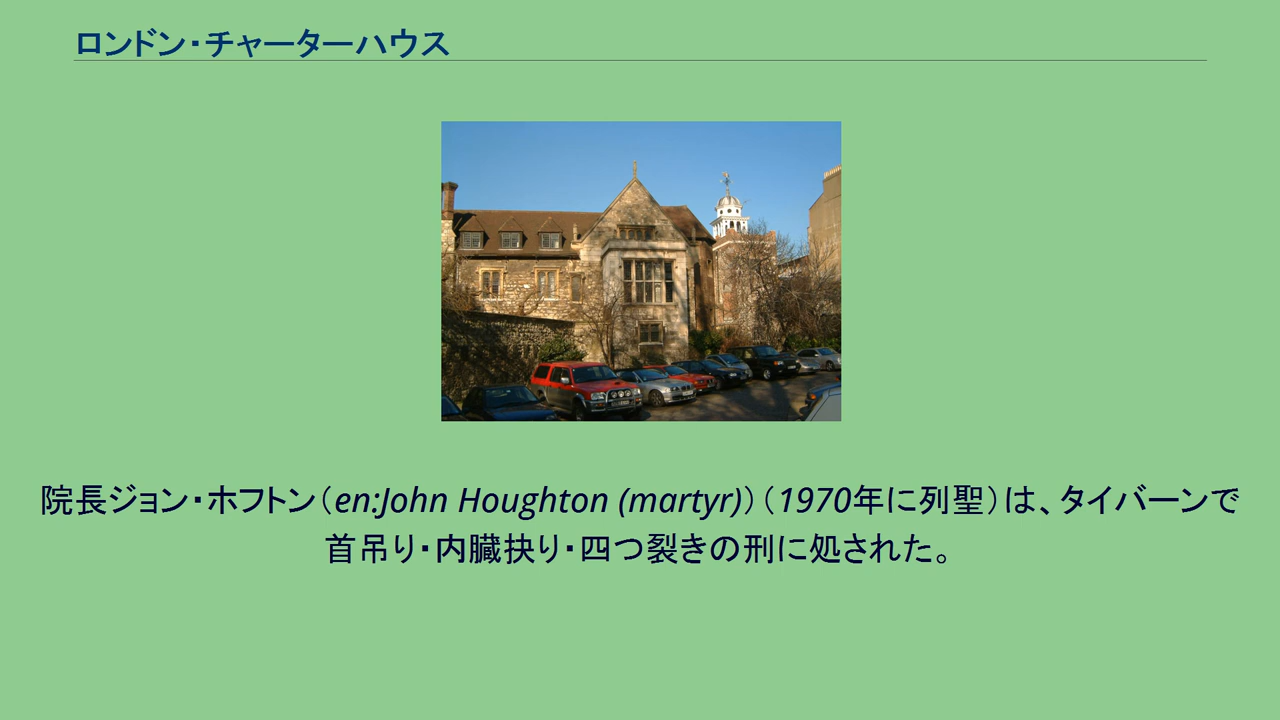 ロンドン・チャーターハウス
院長ジョン・ホフトン（en:John Houghton (martyr)）（1970年に列聖）は、タイバーンで
首吊り・内臓抉り・四つ裂きの刑に処された。